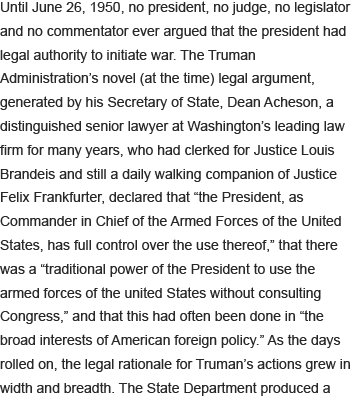 Until June 26, 1950, no president, no judge, no legislator
and no commentator ever argued that the president had
legal authority to initiate war. The Truman
Administration’s novel (at the time) legal argument,
generated by his Secretary of State, Dean Acheson, a
distinguished senior lawyer at Washington’s leading law
firm for many years, who had clerked for Justice Louis
Brandeis and still a daily walking companion of Justice
Felix Frankfurter, declared that “the President, as
Commander in Chief of the Armed Forces of the United
States, has full control over the use thereof,” that there
was a “traditional power of the President to use the
armed forces of the united States without consulting
Congress,” and that this had often been done in “the
broad interests of American foreign policy.” As the days
rolled on, the legal rationale for Truman’s actions grew in
width and breadth. The State Department produced a